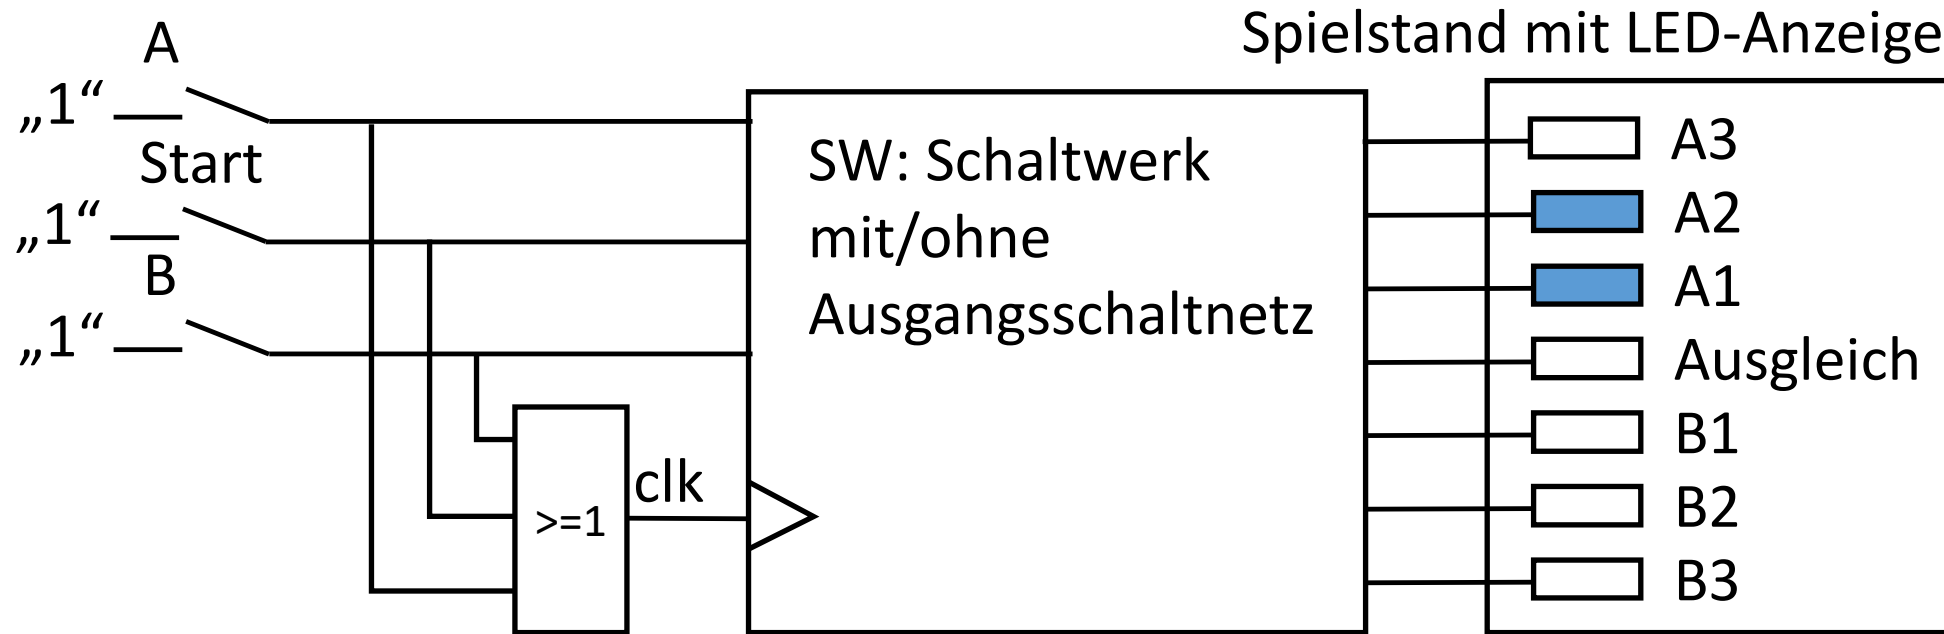 Spielstand mit LED-Anzeige
A
„1“
Start
„1“
B
„1“
SW: Schaltwerk
mit/ohne
Ausgangsschaltnetz
clk
>=1
A3
A2
A1
Ausgleich
B1
B2
B3